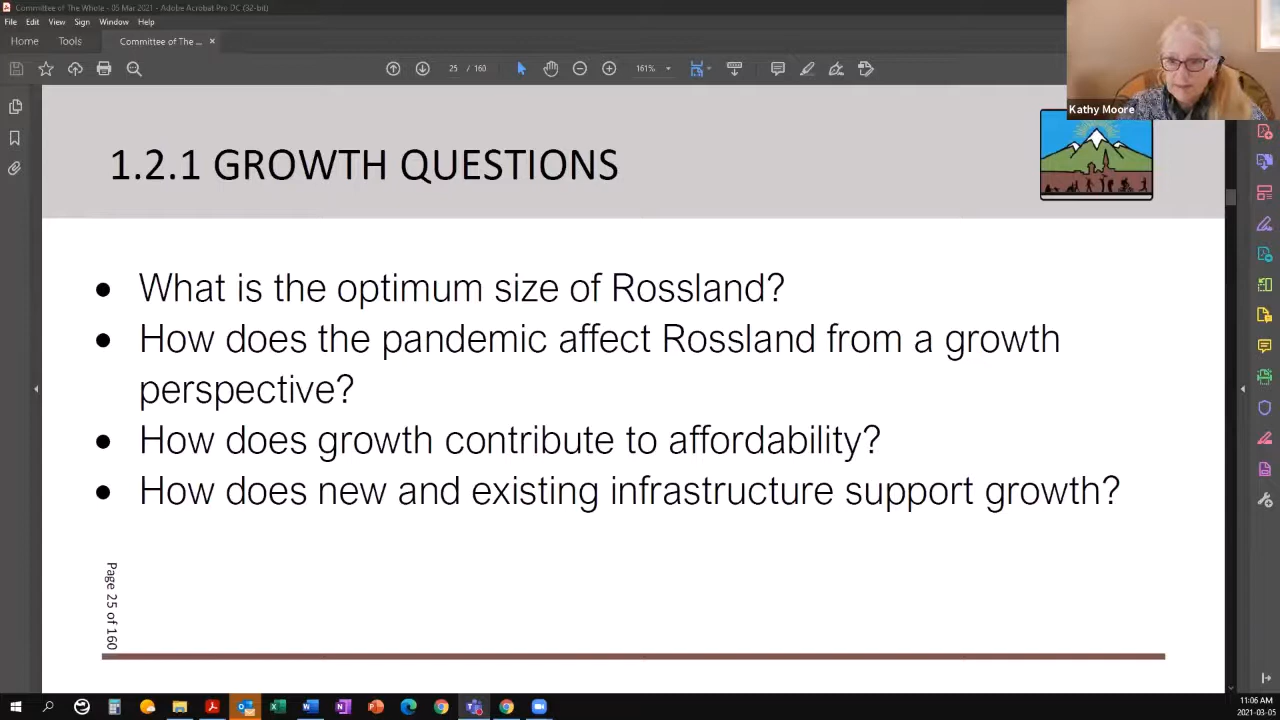 Committee Of The Whole - 05 Mar 2021 - Adobe Acrobat Pro DC (32-bit)
File Edit View Sign Window Help
Home Tools Committee of The ... ×
25 / 160 161%
Kathy Moore
1.2.1 GROWTH QUESTIONS
• What is the optimum size of Rossland?
• How does the pandemic affect Rossland from a growth
perspective?
• How does growth contribute to affordability?
• How does new and existing infrastructure support growth?
Page 25 of 160
11:06 AM
2021-03-05